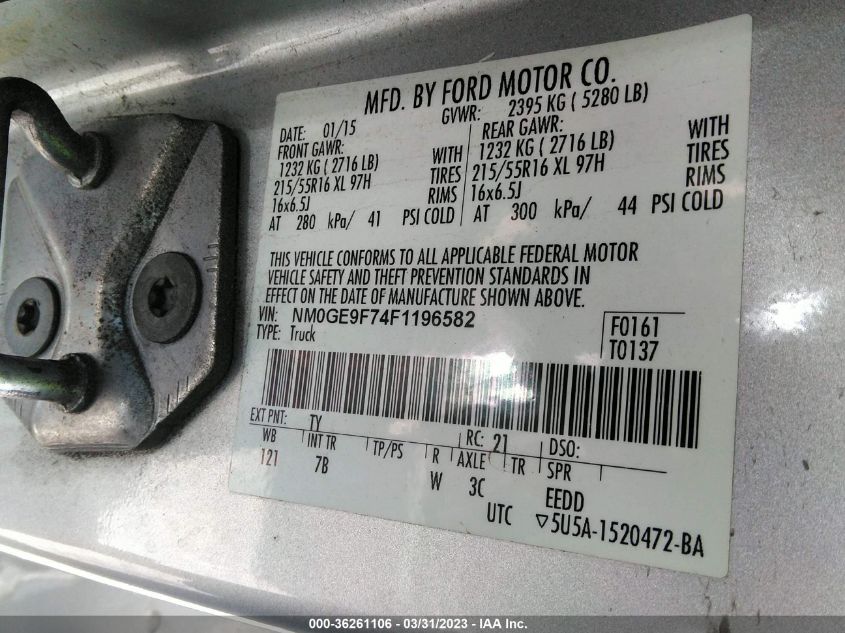 MFD. BY FORD MOTOR CO.
DATE: 01/15 GVWR: 2395 KG ( 5280 LB)
FRONT GAWR: REAR GAWR:
1232 KG ( 2716 LB) WITH 1232 KG ( 2716 LB) WITH
215/55R16 XL 97H TIRES 215/55R16 XL 97H TIRES
16x6.5J RIMS 16x6.5J RIMS
AT 280 kPa/ 41 PSI COLD AT 300 kPa/ 44 PSI COLD
THIS VEHICLE CONFORMS TO ALL APPLICABLE FEDERAL MOTOR
VEHICLE SAFETY AND THEFT PREVENTION STANDARDS IN
EFFECT ON THE DATE OF MANUFACTURE SHOWN ABOVE.
VIN: NM0GE9F74F1196582 F0161
TYPE: Truck T0137
EXT PNT: TY RC: 21 DSO:
WB INT TR TP/PS R AXLE TR SPR
121 7B W 3C EEDD
UTC ▽5U5A-1520472-BA
000-36261106 - 03/31/2023 - IAA Inc.